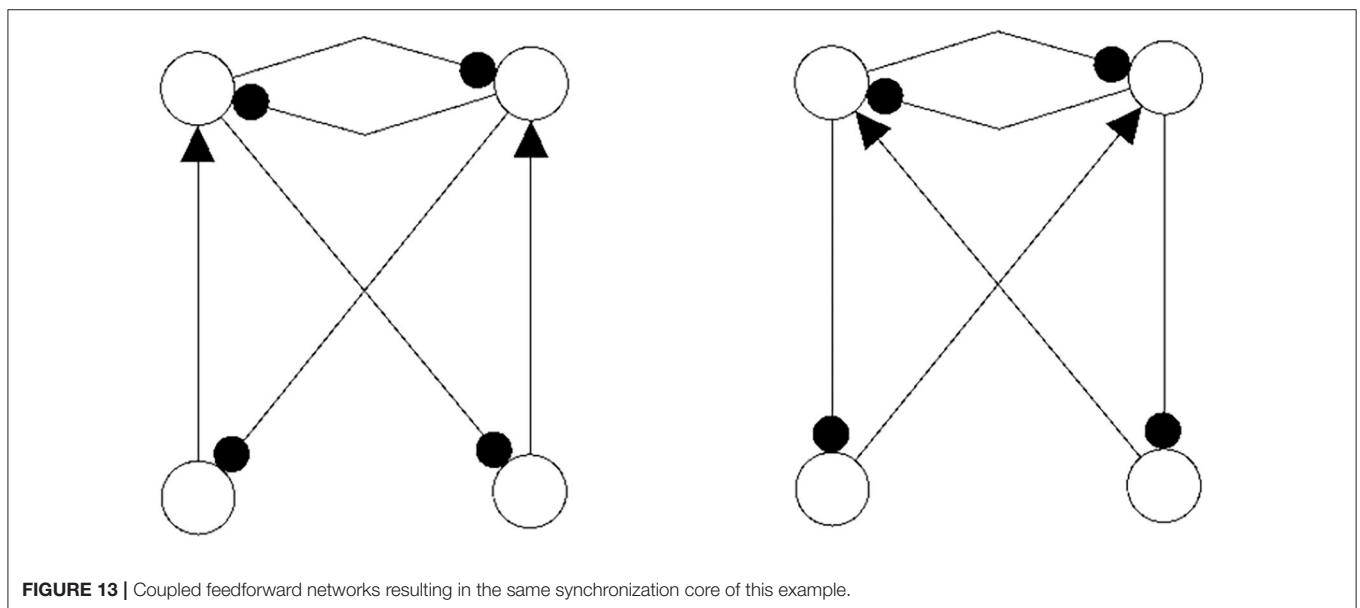 FIGURE 13 | Coupled feedforward networks resulting in the same synchronization core of this example.